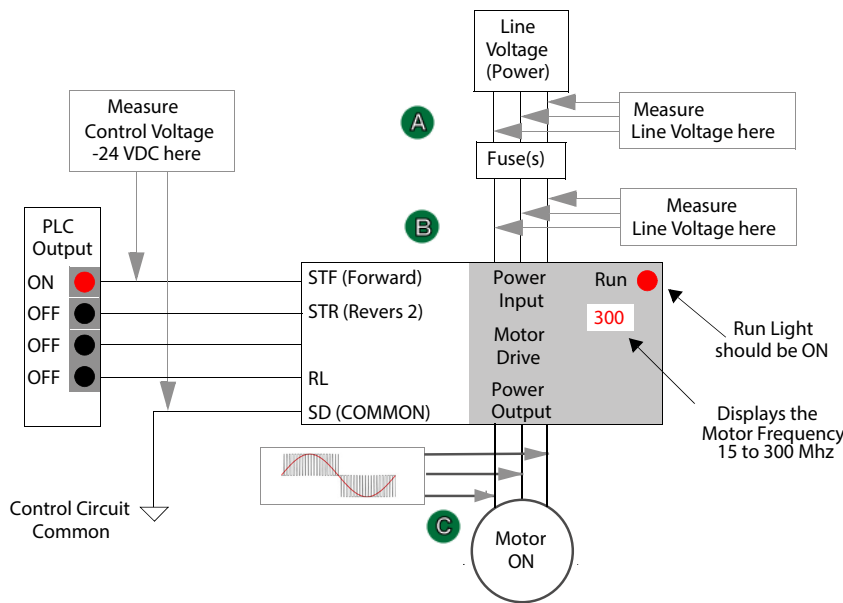 Line
Voltage
(Power)
Measure
Control Voltage
-24 VDC here
A
Measure
Line Voltage here
Fuse(s)
B
Measure
Line Voltage here
PLC
Output
ON
OFF
OFF
OFF
STF (Forward)
STR (Revers 2)
RL
SD (COMMON)
Power
Input
Motor
Drive
Power
Output
Run
300
Run Light
should be ON
Displays the
Motor Frequency
15 to 300 Mhz
Control Circuit
Common
C
Motor
ON